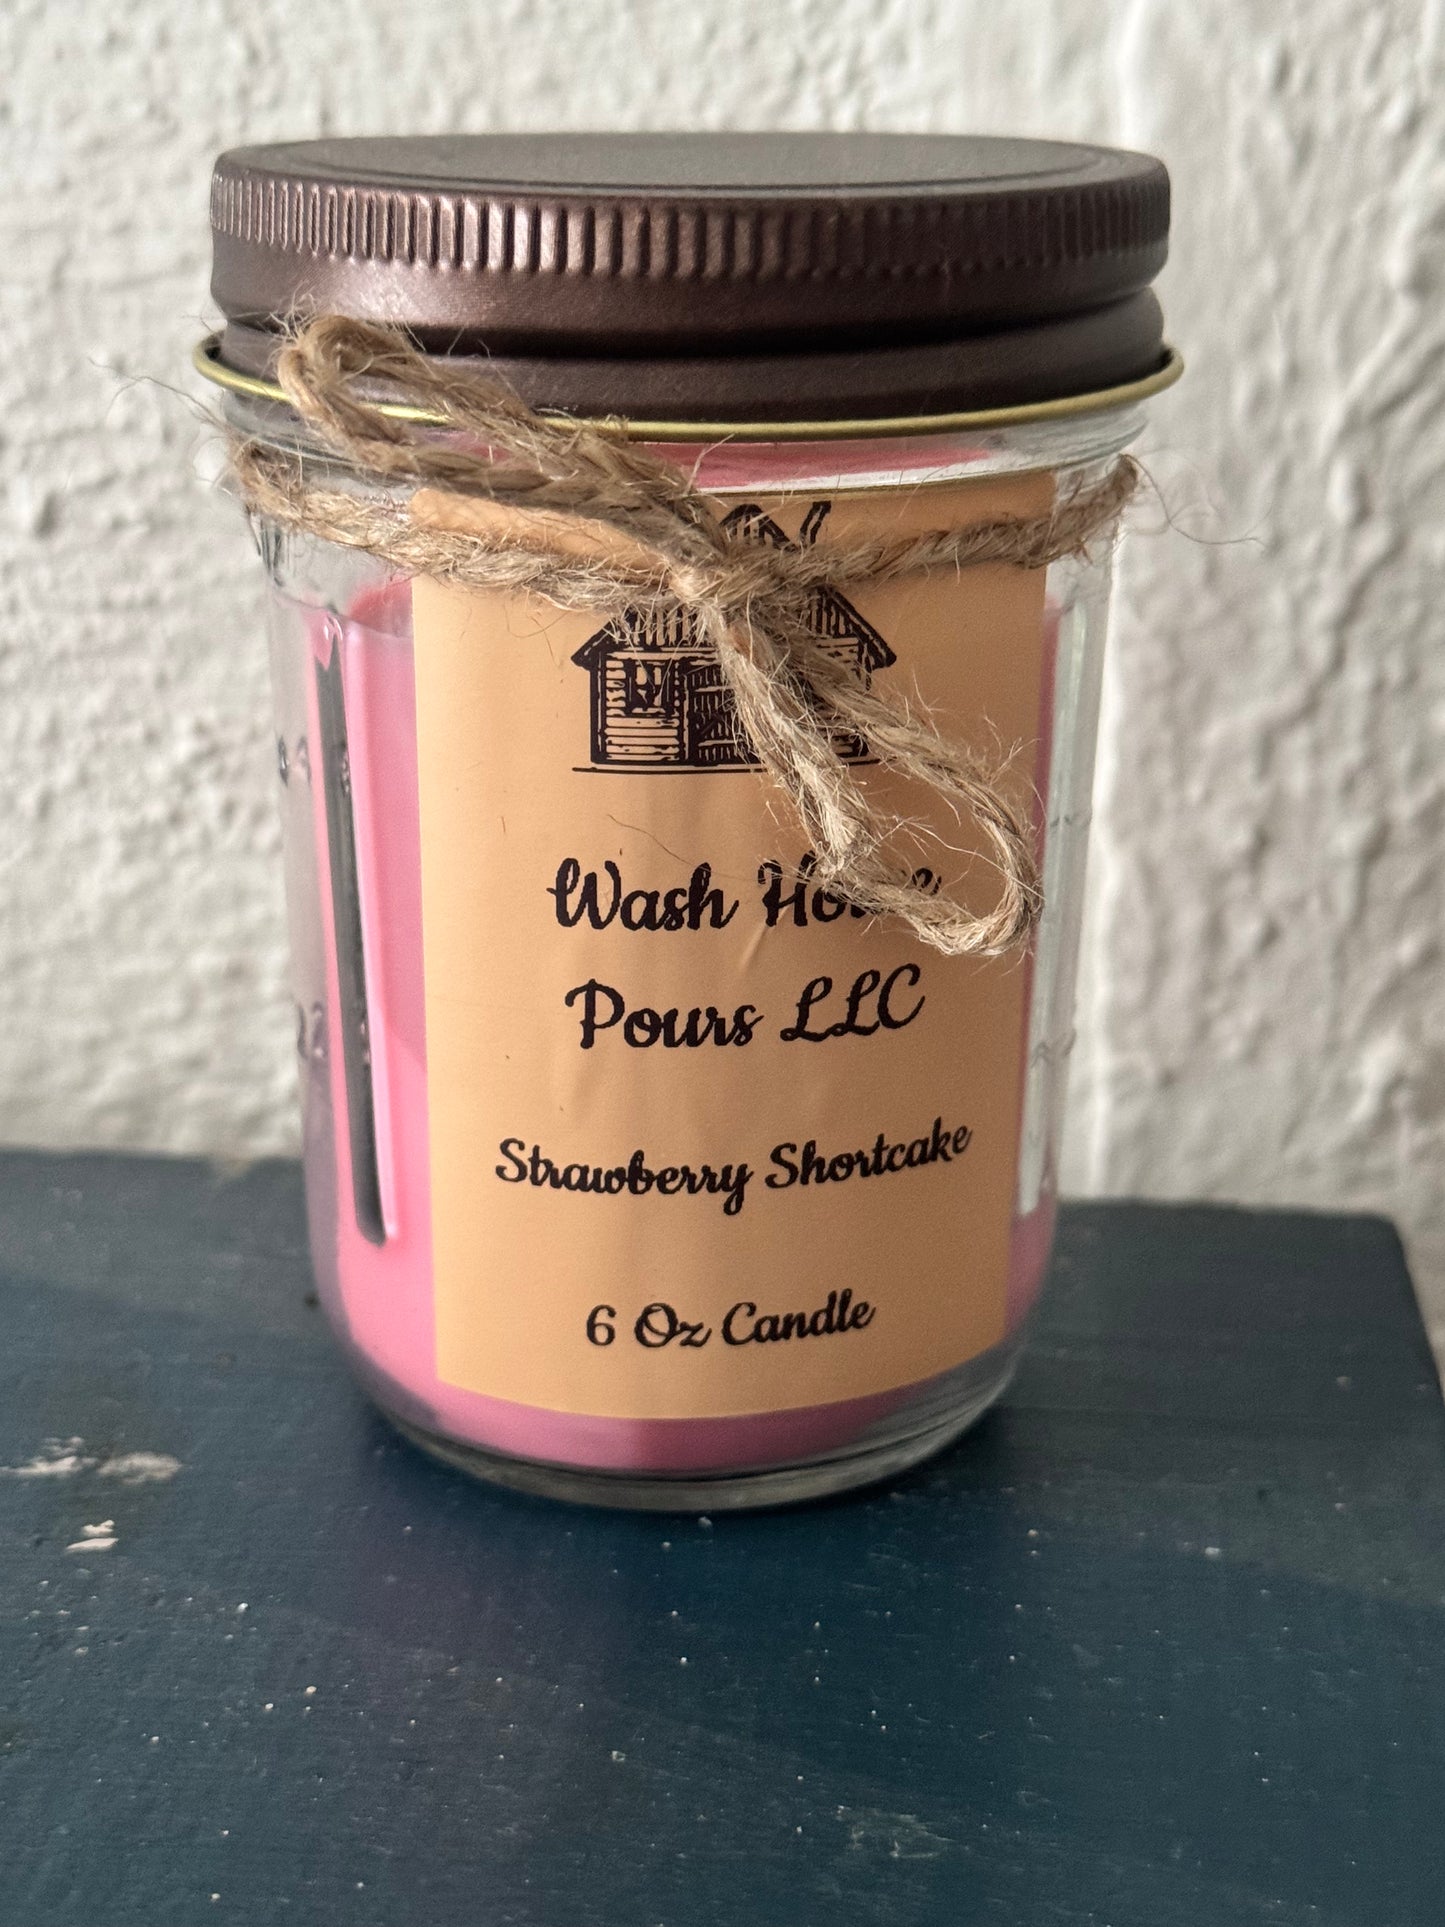 Wash House
Pours LLC
Strawberry Shortcake
6 Oz Candle